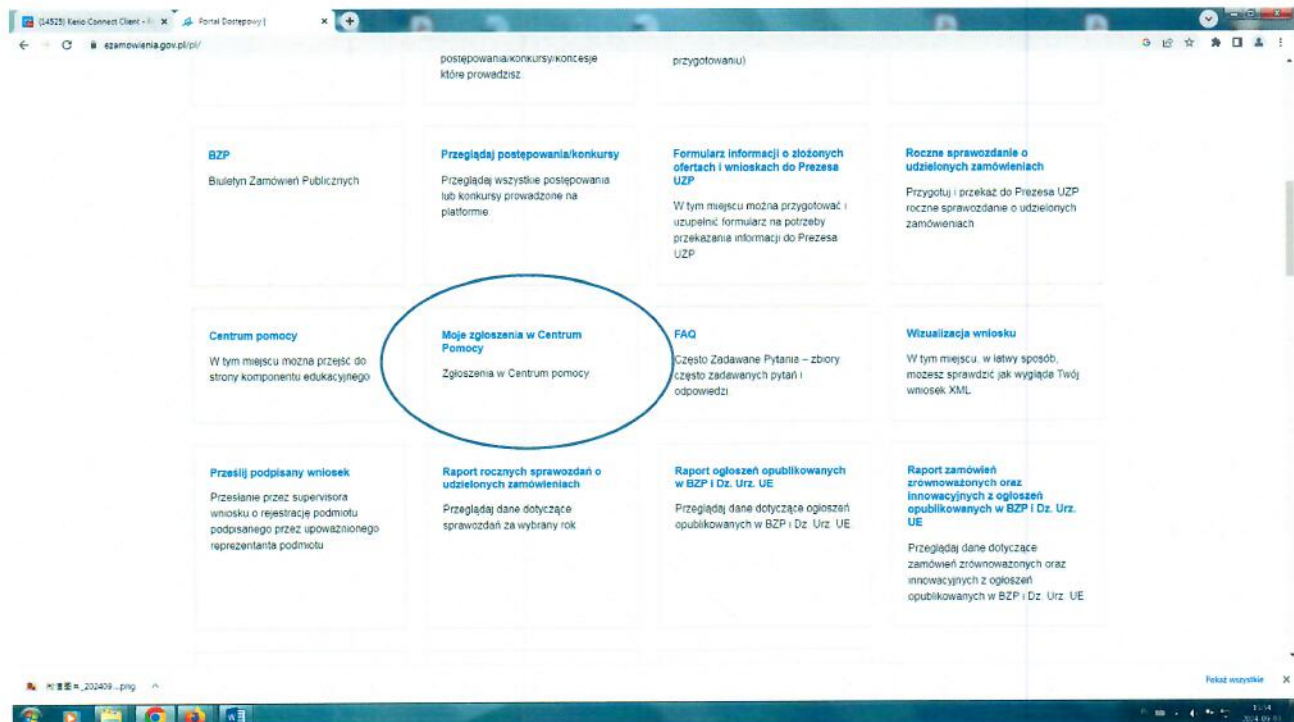 (14525) Kerio Connect Client -
Portal Dostępowy |
ezamowienia.gov.pl/pl/
postępowania/konkursy/koncesje
które prowadzisz
przygotowaniu)
BZP
Biuletyn Zamówień Publicznych
Przeglądaj postępowania/konkursy
Przeglądaj wszystkie postępowania
lub konkursy prowadzone na
platformie.
Formularz informacji o złożonych
ofertach i wnioskach do Prezesa
UZP
W tym miejscu można przygotować i
uzupełnić formularz na potrzeby
przekazania informacji do Prezesa
UZP
Roczne sprawozdanie o
udzielonych zamówieniach
Przygotuj i przekaż do Prezesa UZP
roczne sprawozdanie o udzielonych
zamówieniach
Centrum pomocy
W tym miejscu można przejść do
strony komponentu edukacyjnego
Moje zgłoszenia w Centrum
Pomocy
Zgłoszenia w Centrum pomocy
FAQ
Często Zadawane Pytania – zbiory
często zadawanych pytań i
odpowiedzi
Wizualizacja wniosku
W tym miejscu, w łatwy sposób,
możesz sprawdzić jak wygląda Twój
wniosek XML
Prześlij podpisany wniosek
Przesłanie przez supervisora
wniosku o rejestrację podmiotu
podpisanego przez upoważnionego
reprezentanta podmiotu
Raport rocznych sprawozdań o
udzielonych zamówieniach
Przeglądaj dane dotyczące
sprawozdań za wybrany rok
Raport ogłoszeń opublikowanych
w BZP i Dz. Urz. UE
Przeglądaj dane dotyczące ogłoszeń
opublikowanych w BZP i Dz. Urz. UE
Raport zamówień
zrównoważonych oraz
innowacyjnych z ogłoszeń
opublikowanych w BZP i Dz. Urz.
UE
Przeglądaj dane dotyczące
zamówień zrównoważonych oraz
innowacyjnych z ogłoszeń
opublikowanych w BZP i Dz. Urz. UE
_202409...png
Pokaż wszystkie
15:54